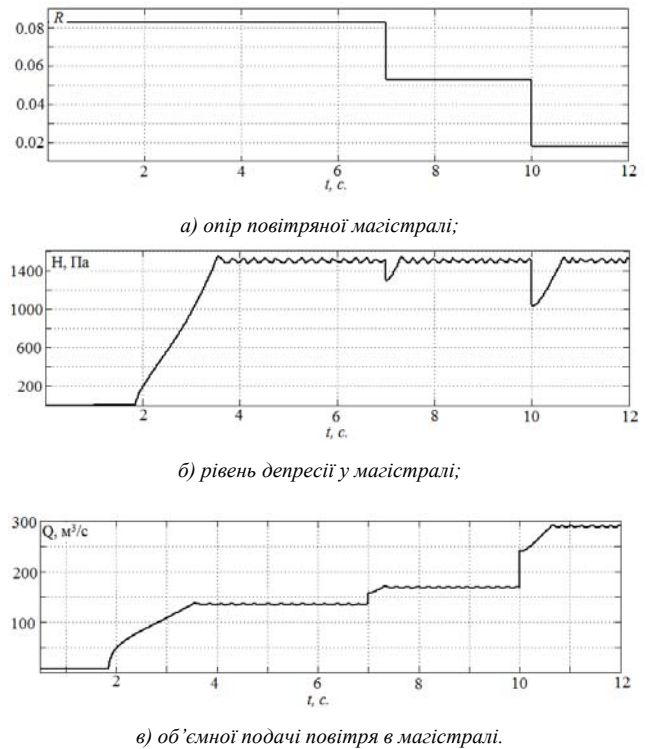 R
0.08
0.06
0.04
0.02
2 4 6 8 10 12
t, с.
а) опір повітряної магістралі;
Н, Па
1400
1000
600
200
2 4 6 8 10 12
t, с.
б) рівень депресії у магістралі;
300
Q, м³/с
200
100
2 4 6 8 10 12
t, с.
в) об’ємної подачі повітря в магістралі.